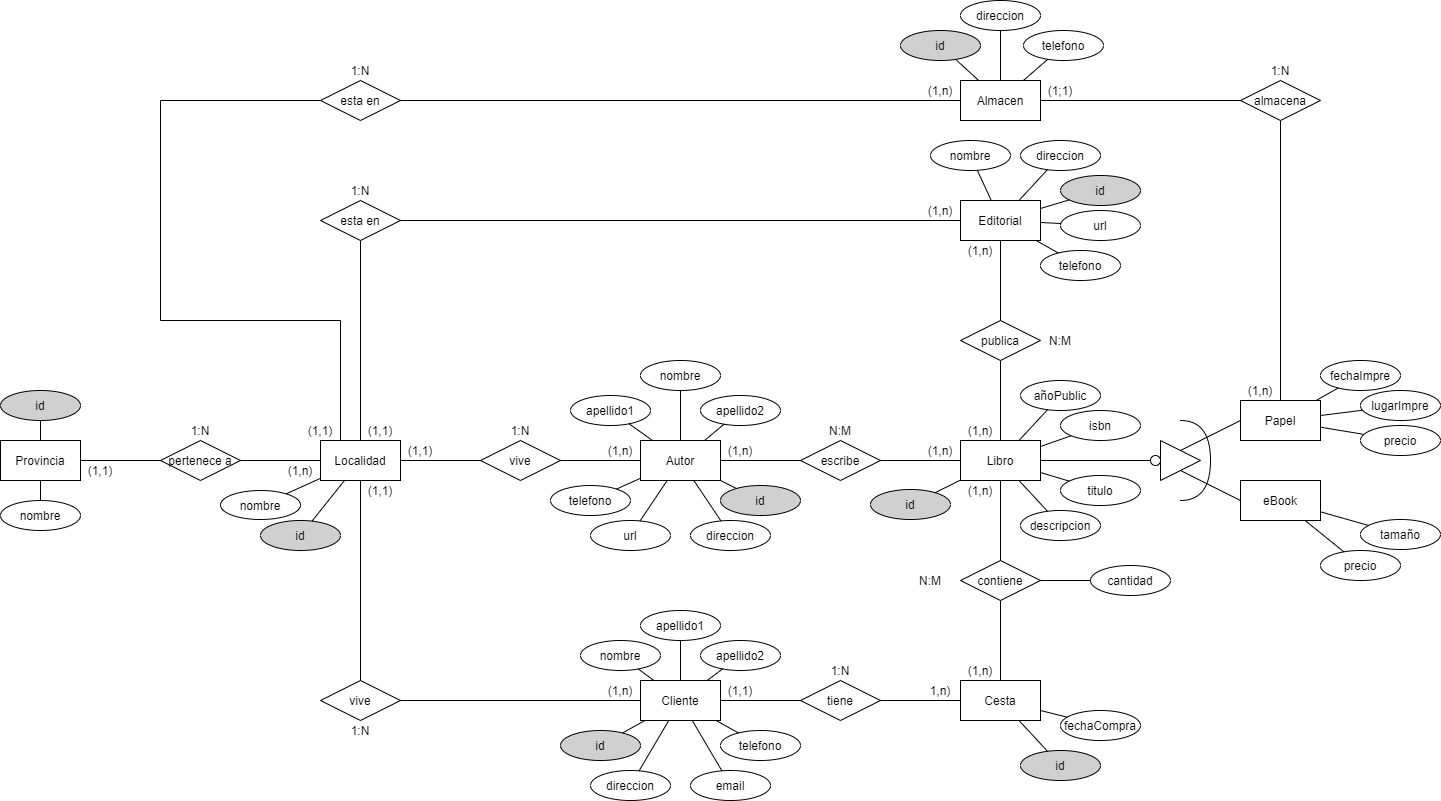 direccion
id
telefono
1:N
1:N
esta en
(1,n)
Almacen
(1;1)
almacena
nombre
direccion
1:N
id
esta en
(1,n)
Editorial
url
(1,n)
telefono
publica
N:M
nombre
fechaImpre
id
apellido1
apellido2
añoPublic
(1,n)
lugarImpre
isbn
Papel
1:N
(1,1)
(1,1)
1:N
N:M
(1,n)
precio
Provincia
(1,1)
pertenece a
(1,n)
Localidad
(1,1)
vive
(1,n)
Autor
(1,n)
escribe
(1,n)
Libro
(1,n)
titulo
nombre
(1,1)
telefono
id
id
eBook
nombre
id
url
direccion
descripcion
tamaño
precio
N:M
contiene
cantidad
apellido1
nombre
apellido2
1:N
(1,n)
vive
(1,n)
Cliente
(1,1)
tiene
1,n)
Cesta
1:N
fechaCompra
id
telefono
id
direccion
email